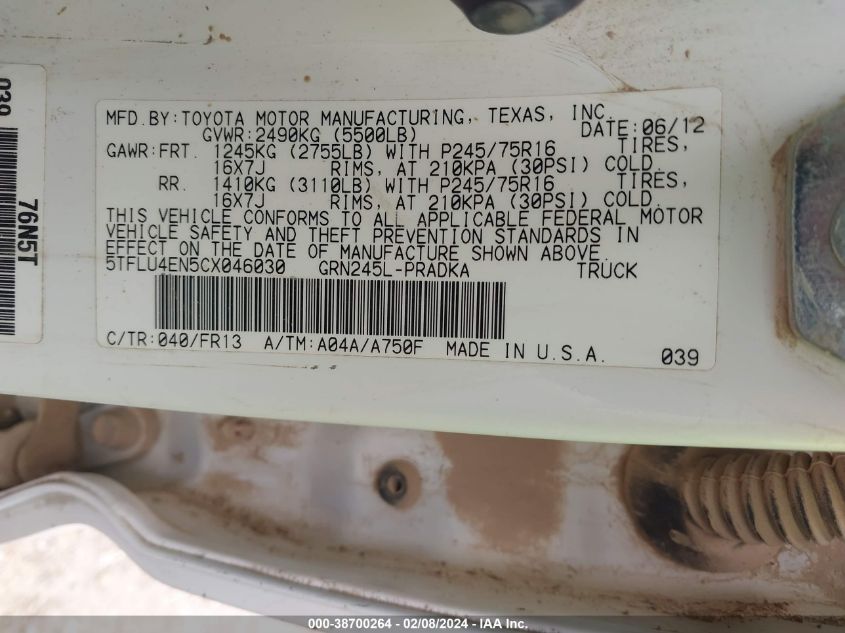 039
76N5T
MFD.BY:TOYOTA MOTOR MANUFACTURING, TEXAS, INC.
GVWR:2490KG (5500LB) DATE:06/12
GAWR:FRT. 1245KG (2755LB) WITH P245/75R16 TIRES,
16X7J RIMS, AT 210KPA (30PSI) COLD.
RR. 1410KG (3110LB) WITH P245/75R16 TIRES,
16X7J RIMS, AT 210KPA (30PSI) COLD.
THIS VEHICLE CONFORMS TO ALL APPLICABLE FEDERAL MOTOR
VEHICLE SAFETY AND THEFT PREVENTION STANDARDS IN
EFFECT ON THE DATE OF MANUFACTURE SHOWN ABOVE.
5TFLU4EN5CX046030 GRN245L-PRADKA TRUCK
C/TR:040/FR13 A/TM:A04A/A750F MADE IN U.S.A. 039
000-38700264 - 02/08/2024 - IAA Inc.